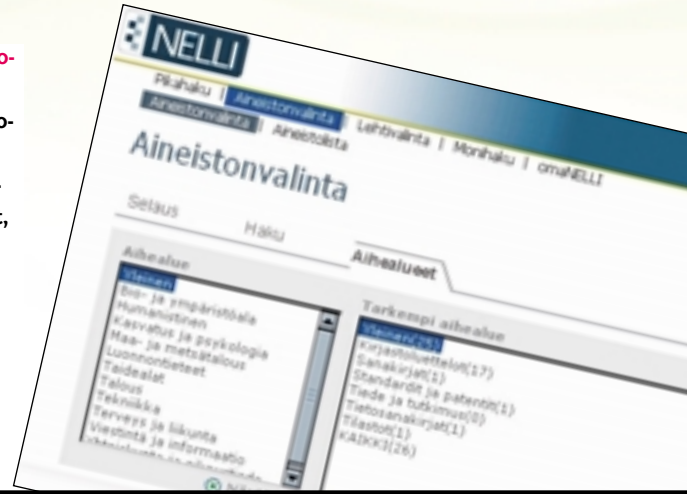 o-
o-
t,
NELLI
Pikahaku | Aineistonvalinta | Lehtivalinta | Monihaku | omaNELLI
Aineistonvalinta | Aineistolista
Aineistonvalinta
Selaus Haku Aihealueet
Aihealue
Yleinen
Bio- ja ympäristöala
Humanistinen
Kasvatus ja psykologia
Maa- ja metsätalous
Luonnontieteet
Taidealat
Talous
Tekniikka
Terveys ja liikunta
Viestintä ja informaatio
Tarkempi aihealue
Yleinen(26)
Kirjastoluettelot(17)
Sanakirjat(1)
Standardit ja patentit(1)
Tiede ja tutkimus(0)
Tietosanakirjat(1)
Tilastot(1)
KAIKKI(26)